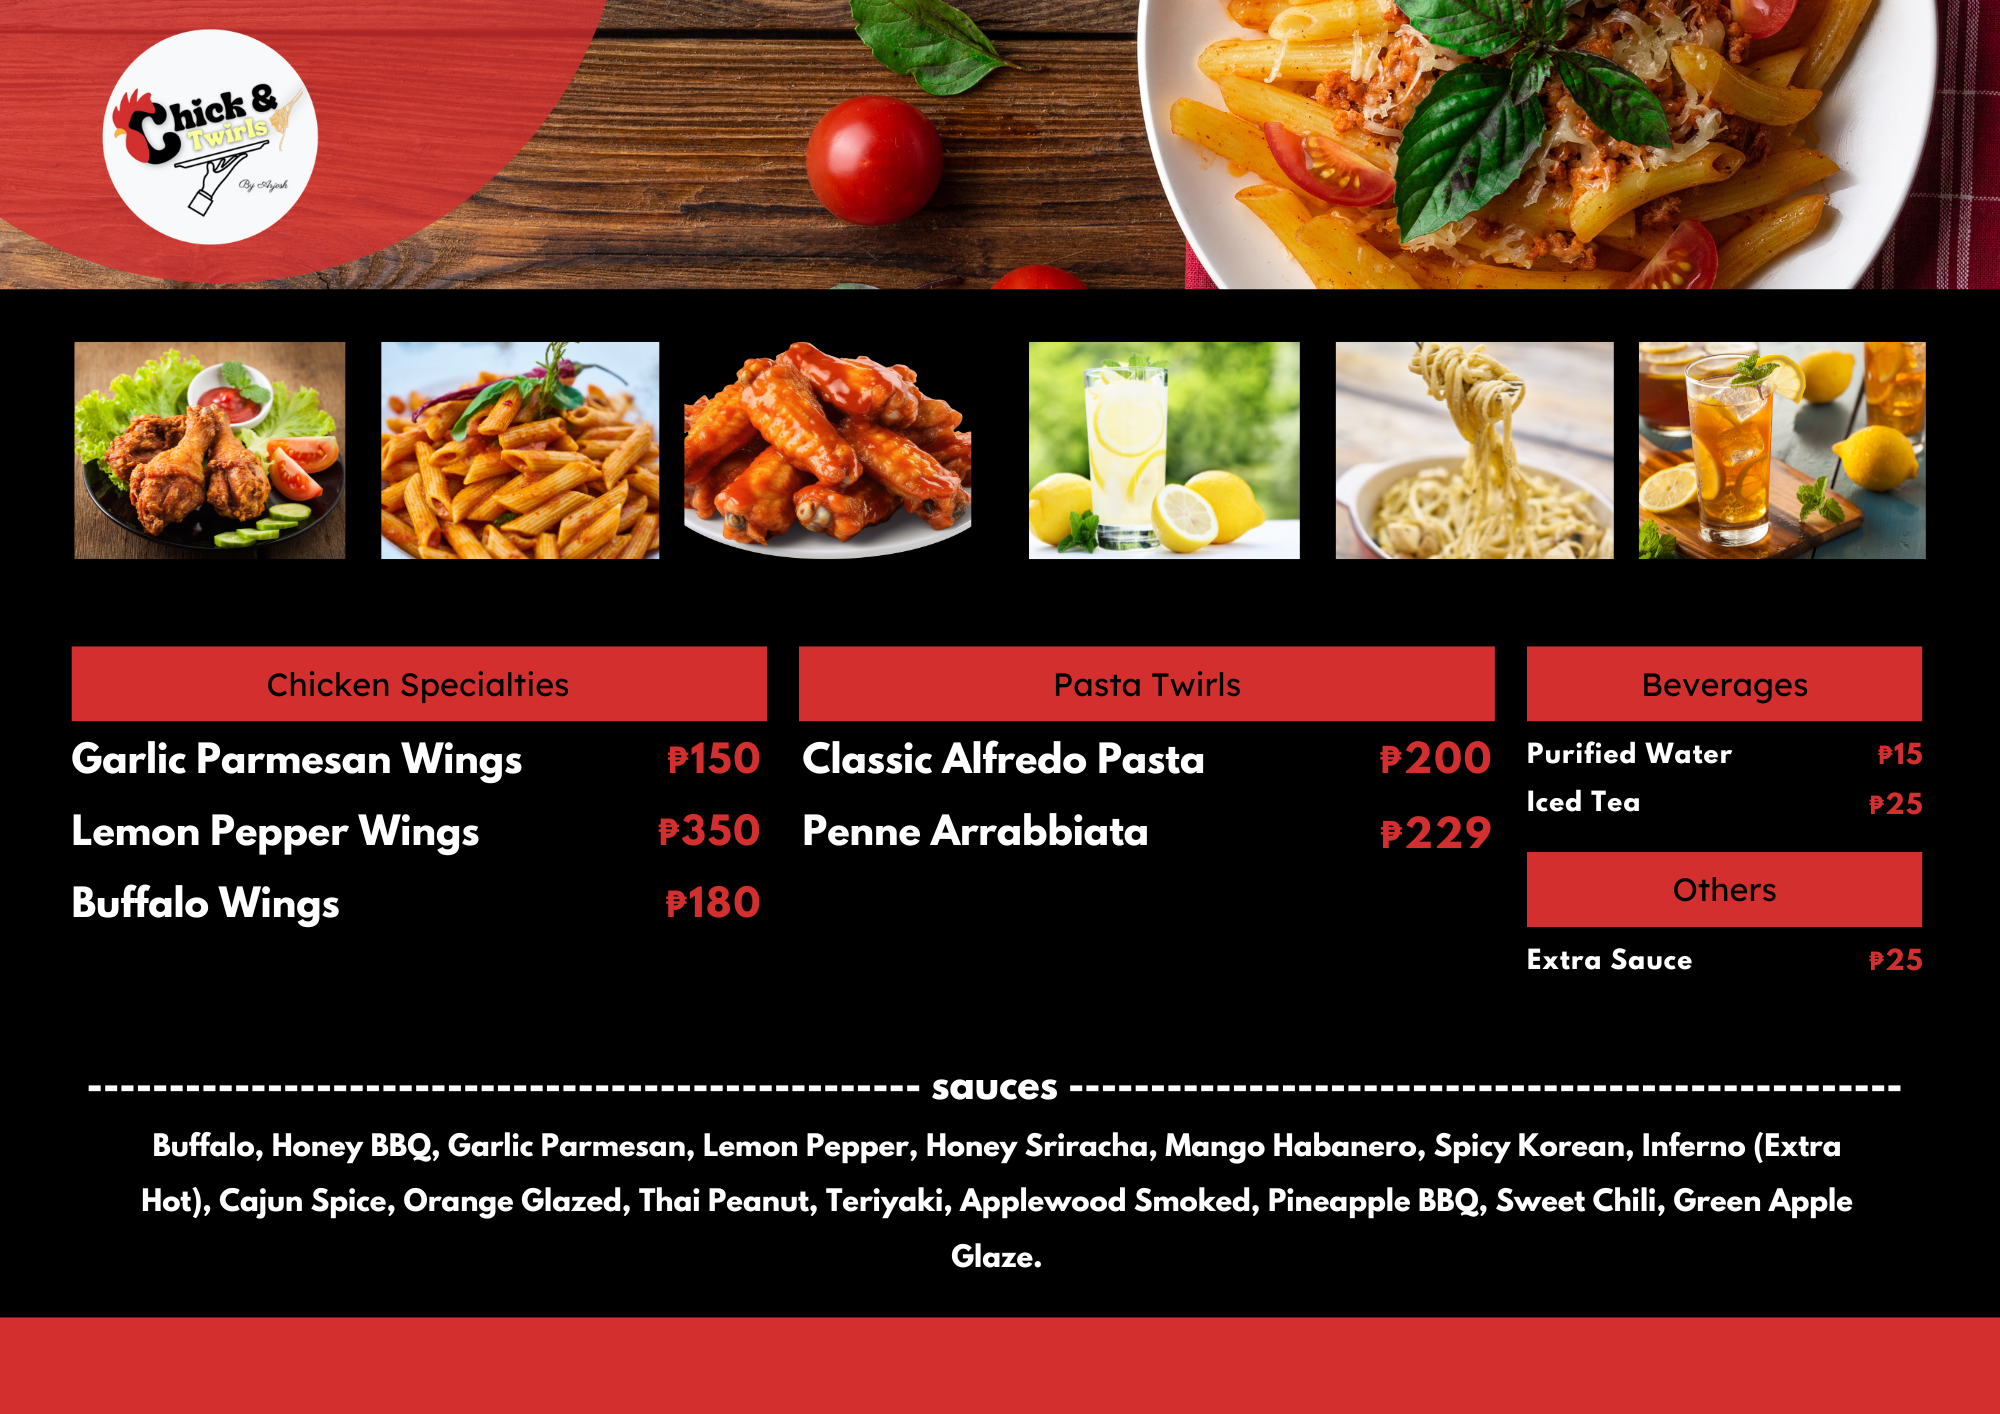 Chick &
Twirls
By Arjesh
Chicken Specialties
Garlic Parmesan Wings ₱150
Lemon Pepper Wings ₱350
Buffalo Wings ₱180
Pasta Twirls
Classic Alfredo Pasta ₱200
Penne Arrabbiata ₱229
Beverages
Purified Water ₱15
Iced Tea ₱25
Others
Extra Sauce ₱25
--------------------------------------------------- sauces ---------------------------------------------------
Buffalo, Honey BBQ, Garlic Parmesan, Lemon Pepper, Honey Sriracha, Mango Habanero, Spicy Korean, Inferno (Extra
Hot), Cajun Spice, Orange Glazed, Thai Peanut, Teriyaki, Applewood Smoked, Pineapple BBQ, Sweet Chili, Green Apple
Glaze.